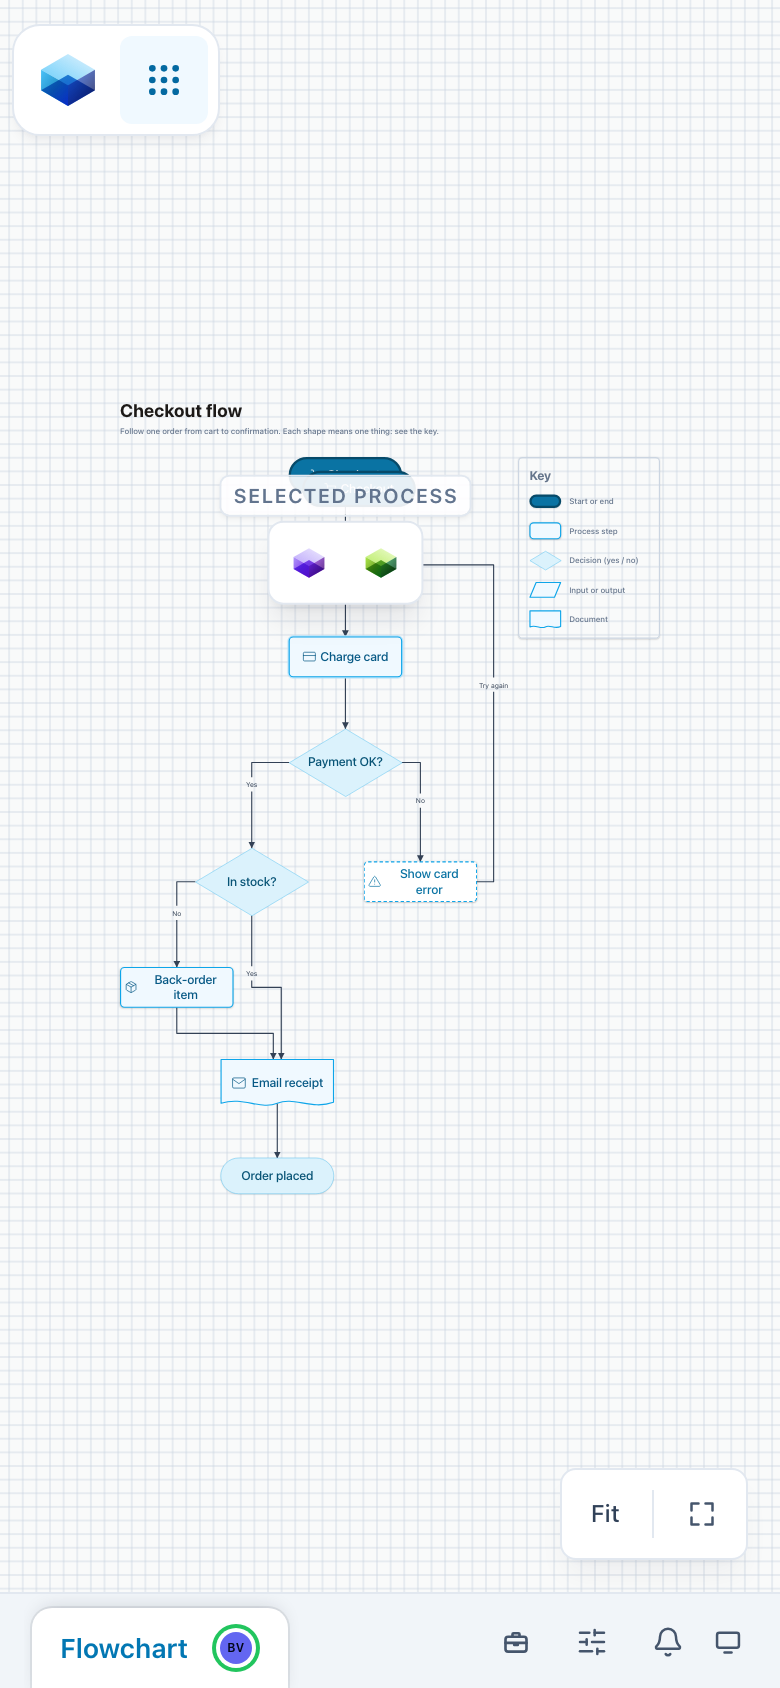 Checkout flow
Follow one order from cart to confirmation. Each shape means one thing: see the key.
SELECTED PROCESS
Key
Start or end
Process step
Decision (yes / no)
Input or output
Document
Charge card
Try again
Payment OK?
Yes
No
Show card
error
In stock?
No
Yes
Back-order
item
Email receipt
Order placed
Fit
Flowchart
BV